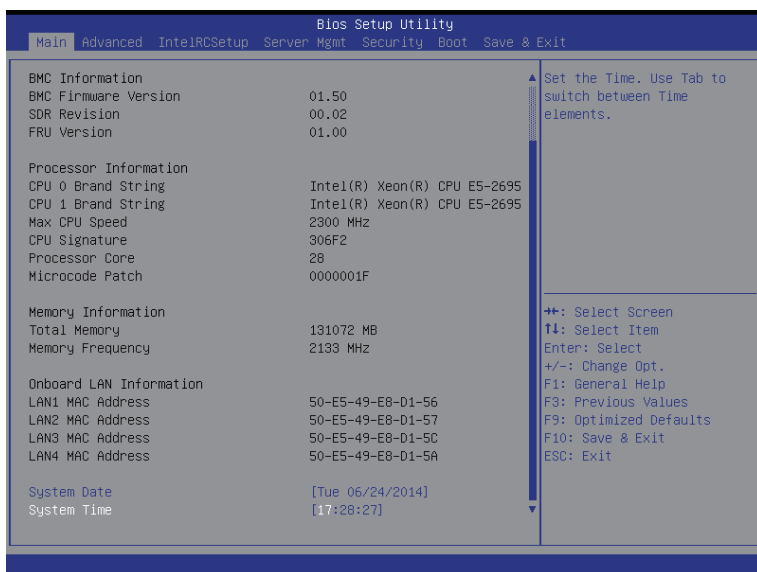 Bios Setup Utility
Main Advanced IntelRCSetup Server Mgmt Security Boot Save & Exit
BMC Information
BMC Firmware Version 01.50
SDR Revision 00.02
FRU Version 01.00
Processor Information
CPU 0 Brand String Intel(R) Xeon(R) CPU E5-2695
CPU 1 Brand String Intel(R) Xeon(R) CPU E5-2695
Max CPU Speed 2300 MHz
CPU Signature 306F2
Processor Core 28
Microcode Patch 0000001F
Memory Information
Total Memory 131072 MB
Memory Frequency 2133 MHz
Onboard LAN Information
LAN1 MAC Address 50-E5-49-E8-D1-56
LAN2 MAC Address 50-E5-49-E8-D1-57
LAN3 MAC Address 50-E5-49-E8-D1-5C
LAN4 MAC Address 50-E5-49-E8-D1-5A
System Date [Tue 06/24/2014]
System Time [17:28:27]
Set the Time. Use Tab to
switch between Time
elements.
→←: Select Screen
↑↓: Select Item
Enter: Select
+/-: Change Opt.
F1: General Help
F3: Previous Values
F9: Optimized Defaults
F10: Save & Exit
ESC: Exit